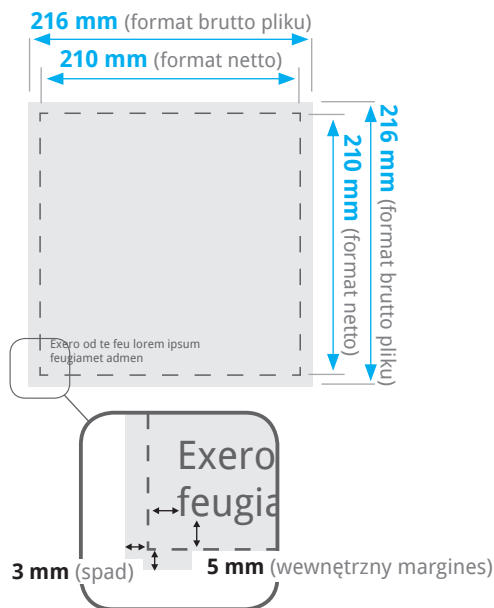 216 mm (format brutto pliku)
210 mm (format netto)
216 mm (format brutto pliku)
210 mm (format netto)
Exero od te feu lorem ipsum
feugiamet admen
Exero
feugia
3 mm (spad)
5 mm (wewnętrzny margines)